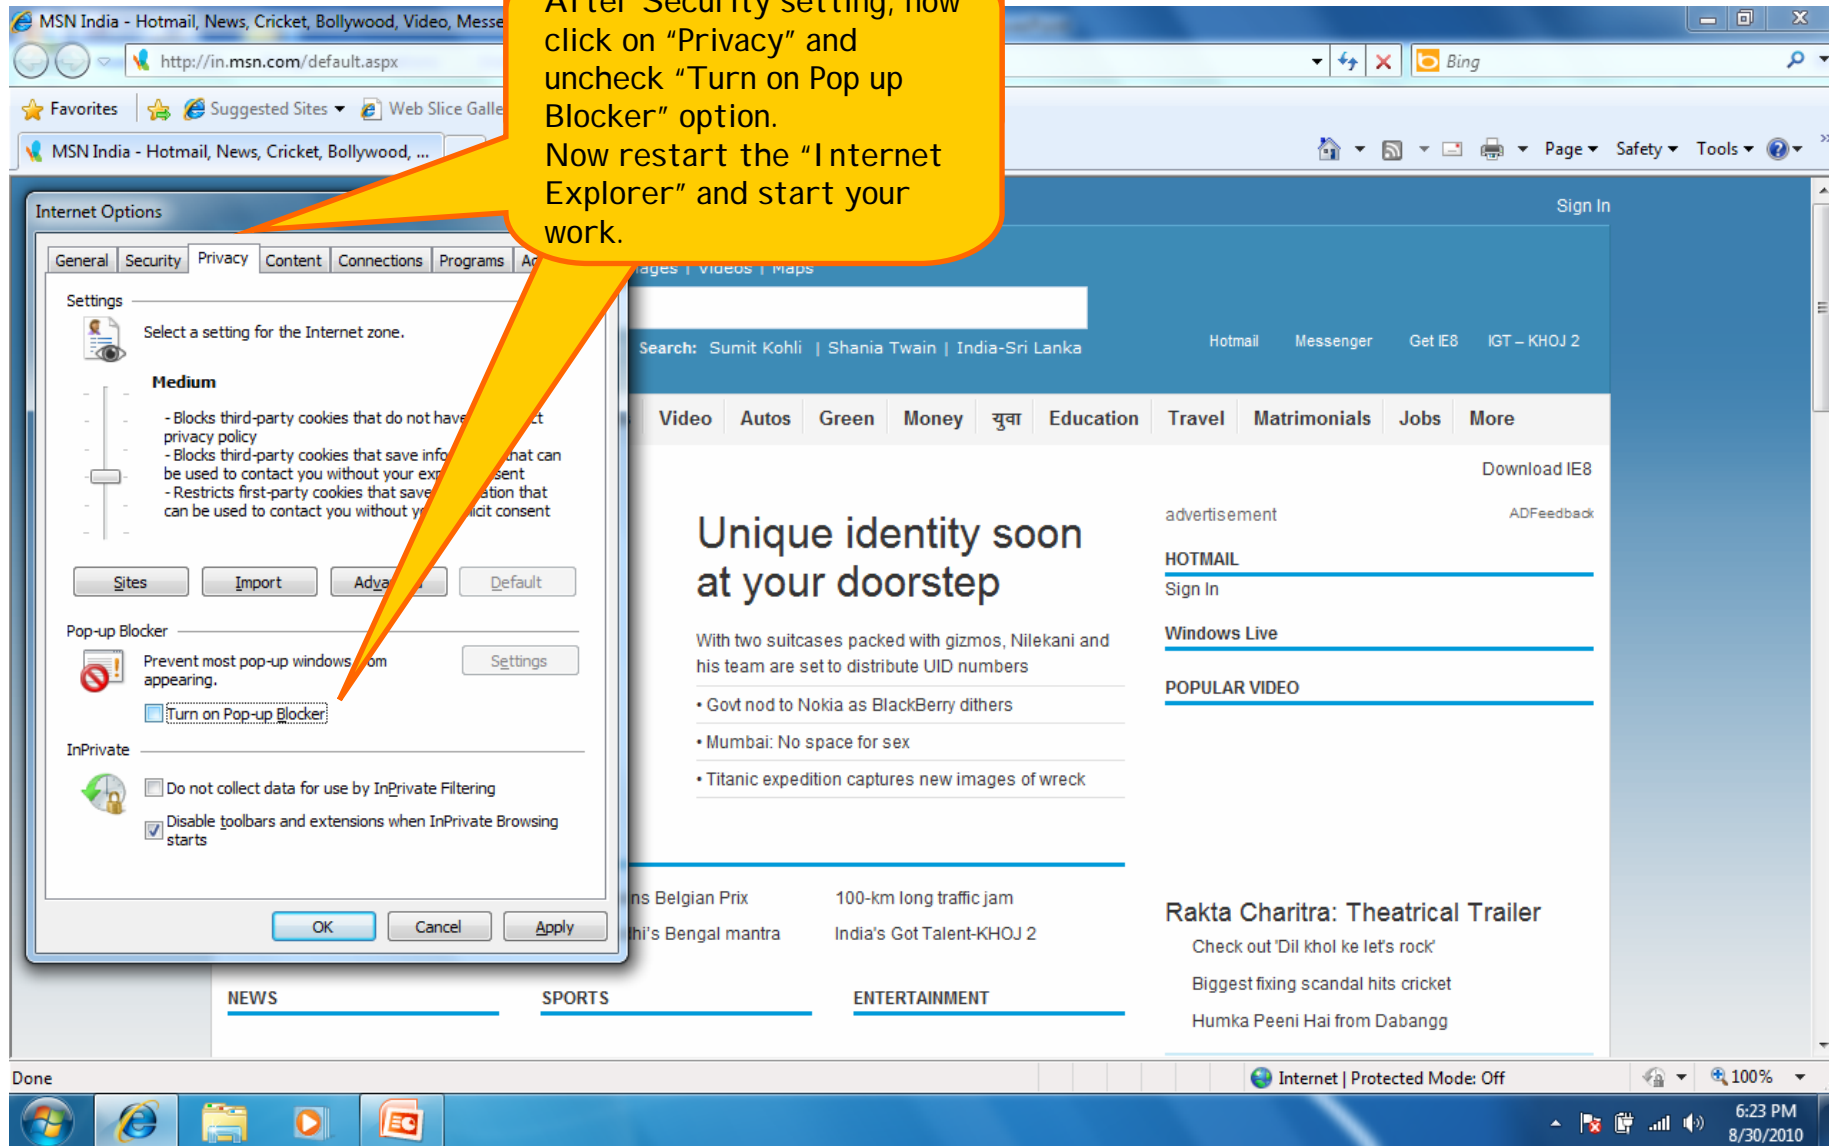 MSN India - Hotmail, News, Cricket, Bollywood, Video, Messe
After Security setting, now
click on “Privacy” and
uncheck “Turn on Pop up
Blocker” option.
Now restart the “Internet
Explorer” and start your
work.
http://in.msn.com/default.aspx
Bing
Favorites
Suggested Sites
Web Slice Galle
MSN India - Hotmail, News, Cricket, Bollywood, ...
Page
Safety
Tools
Internet Options
Sign In
General
Security
Privacy
Content
Connections
Programs
Settings
Select a setting for the Internet zone.
Medium
- Blocks third-party cookies that do not have
privacy policy
- Blocks third-party cookies that save that can
be used to contact you without your
- Restricts first-party cookies that save that
can be used to contact you without consent
Sites
Import
Default
Pop-up Blocker
Prevent most pop-up windows
appearing.
Settings
Turn on Pop-up Blocker
InPrivate
Do not collect data for use by InPrivate Filtering
Disable toolbars and extensions when InPrivate Browsing
starts
OK
Cancel
Apply
| Videos | Maps
Search: Sumit Kohli | Shania Twain | India-Sri Lanka
Hotmail
Messenger
Get IE8
IGT – KHOJ 2
Video
Autos
Green
Money
युवा
Education
Travel
Matrimonials
Jobs
More
Download IE8
Unique identity soon
at your doorstep
With two suitcases packed with gizmos, Nilekani and
his team are set to distribute UID numbers
• Govt nod to Nokia as BlackBerry dithers
• Mumbai: No space for sex
• Titanic expedition captures new images of wreck
advertisement
ADFeedback
HOTMAIL
Sign In
Windows Live
POPULAR VIDEO
ns Belgian Prix
100-km long traffic jam
hi's Bengal mantra
India's Got Talent-KHOJ 2
Rakta Charitra: Theatrical Trailer
Check out 'Dil khol ke let's rock'
Biggest fixing scandal hits cricket
Humka Peeni Hai from Dabangg
NEWS
SPORTS
ENTERTAINMENT
Done
Internet | Protected Mode: Off
100%
6:23 PM
8/30/2010